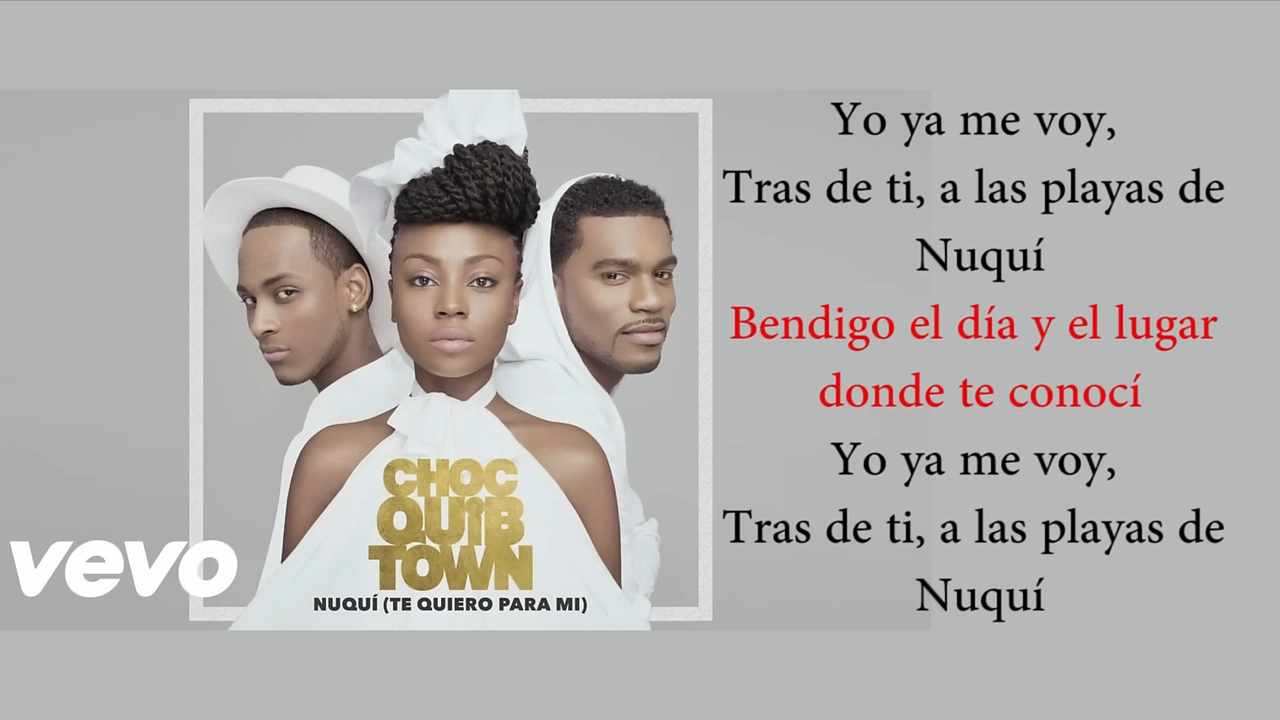 Yo ya me voy,
Tras de ti, a las playas de
Nuquí
Bendigo el día y el lugar
donde te conocí
Yo ya me voy,
Tras de ti, a las playas de
Nuquí
CHOC
QUIB
TOWN
NUQUÍ (TE QUIERO PARA MI)
vevo